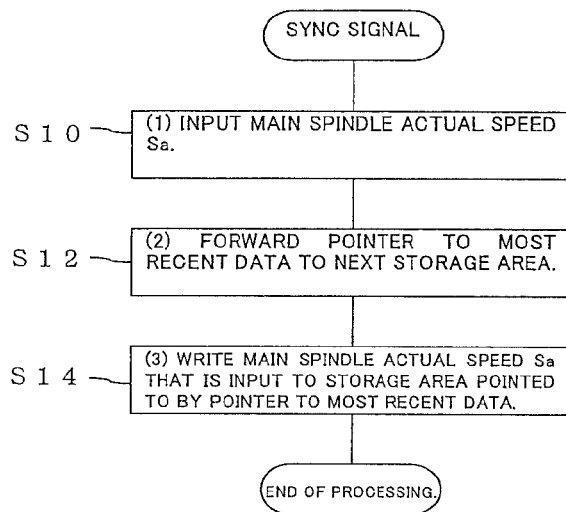 SYNC SIGNAL
S10
(1) INPUT MAIN SPINDLE ACTUAL SPEED
Sa.
S12
(2) FORWARD POINTER TO MOST
RECENT DATA TO NEXT STORAGE AREA.
S14
(3) WRITE MAIN SPINDLE ACTUAL SPEED Sa
THAT IS INPUT TO STORAGE AREA POINTED
TO BY POINTER TO MOST RECENT DATA.
END OF PROCESSING.